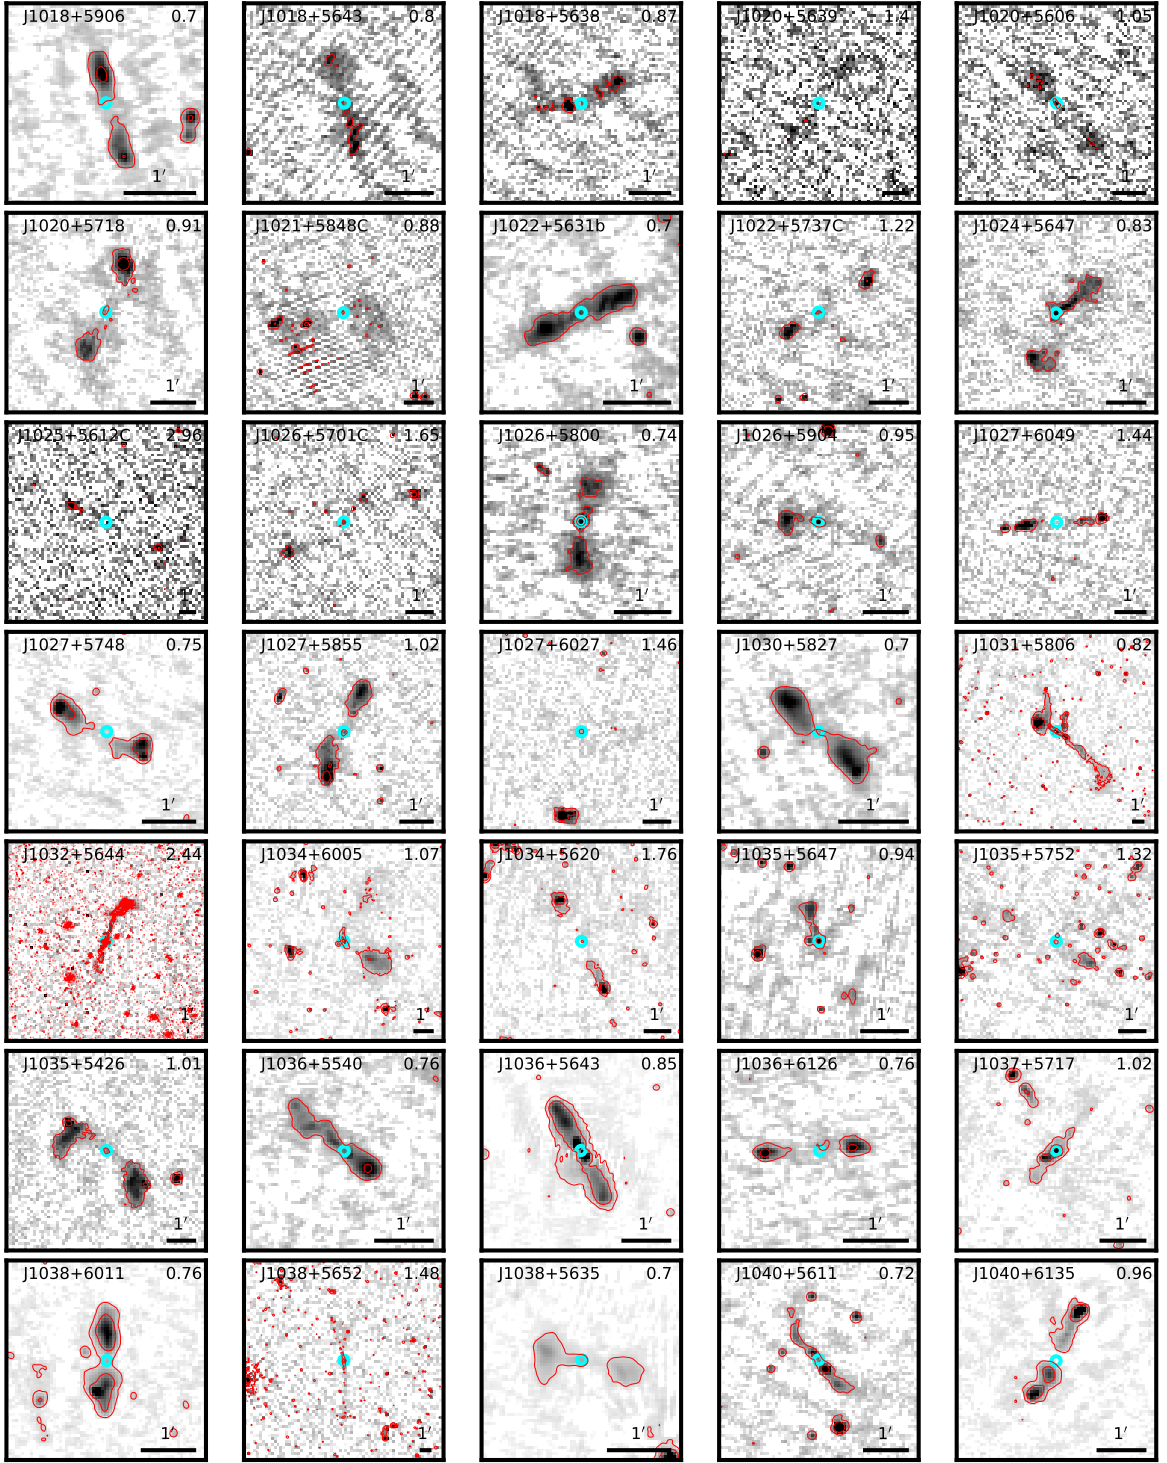 J1018+5906 0.7
1′
J1018+5643 0.8
1′
J1018+5638 0.87
1′
J1020+5639 1.4
1′
J1020+5606 1.05
1′
J1020+5718 0.91
1′
J1021+5848C 0.88
1′
J1022+5631b 0.7
1′
J1022+5737C 1.22
1′
J1024+5647 0.83
1′
J1025+5612C 2.96
1′
J1026+5701C 1.65
1′
J1026+5800 0.74
1′
J1026+5904 0.95
1′
J1027+6049 1.44
1′
J1027+5748 0.75
1′
J1027+5855 1.02
1′
J1027+6027 1.46
1′
J1030+5827 0.7
1′
J1031+5806 0.82
1′
J1032+5644 2.44
1′
J1034+6005 1.07
1′
J1034+5620 1.76
1′
J1035+5647 0.94
1′
J1035+5752 1.32
1′
J1035+5426 1.01
1′
J1036+5540 0.76
1′
J1036+5643 0.85
1′
J1036+6126 0.76
1′
J1037+5717 1.02
1′
J1038+6011 0.76
1′
J1038+5652 1.48
1′
J1038+5635 0.7
1′
J1040+5611 0.72
1′
J1040+6135 0.96
1′